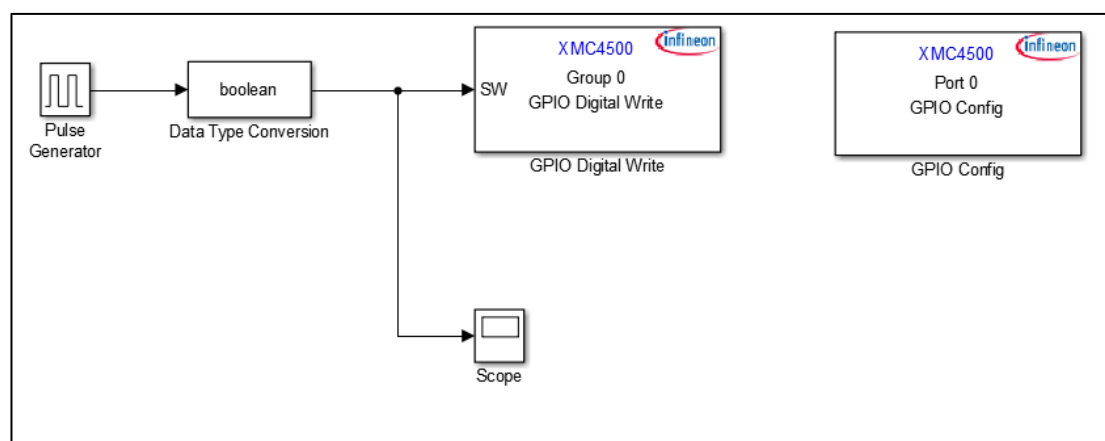 Pulse
Generator
boolean
Data Type Conversion
XMC4500
infineon
SW
Group 0
GPIO Digital Write
GPIO Digital Write
XMC4500
infineon
Port 0
GPIO Config
GPIO Config
Scope